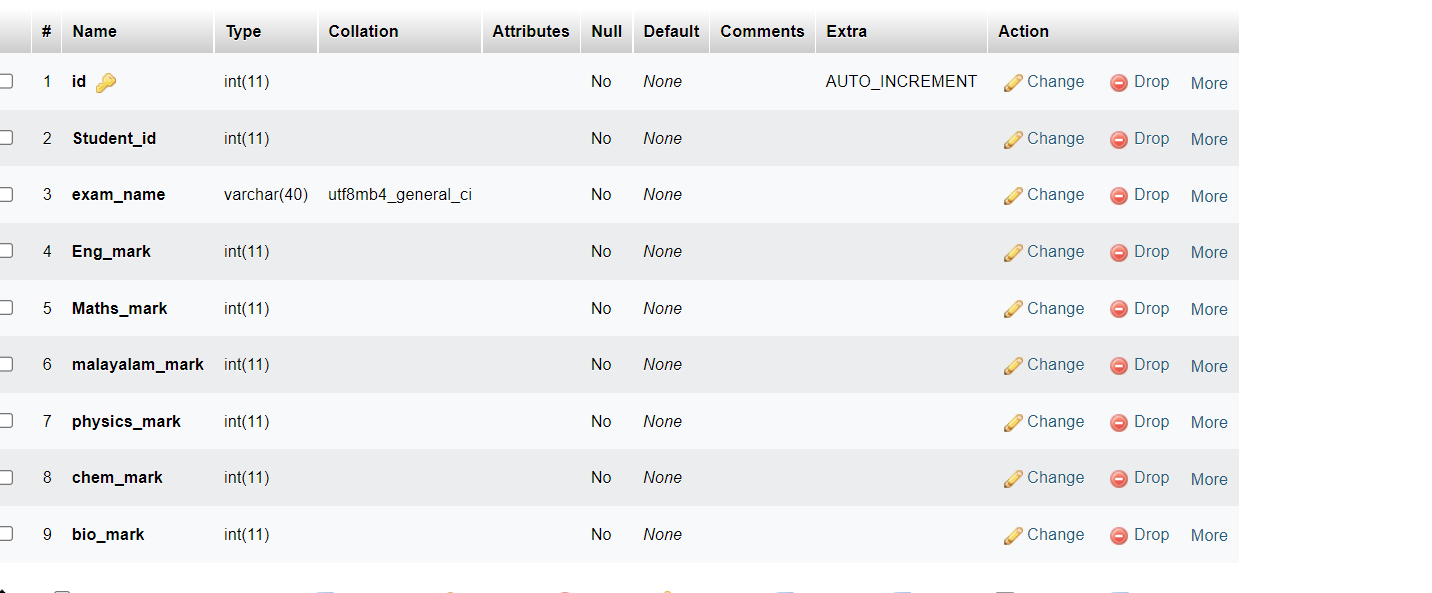 # Name Type Collation Attributes Null Default Comments Extra Action
1 id int(11) No None AUTO_INCREMENT Change Drop More
2 Student_id int(11) No None Change Drop More
3 exam_name varchar(40) utf8mb4_general_ci No None Change Drop More
4 Eng_mark int(11) No None Change Drop More
5 Maths_mark int(11) No None Change Drop More
6 malayalam_mark int(11) No None Change Drop More
7 physics_mark int(11) No None Change Drop More
8 chem_mark int(11) No None Change Drop More
9 bio_mark int(11) No None Change Drop More